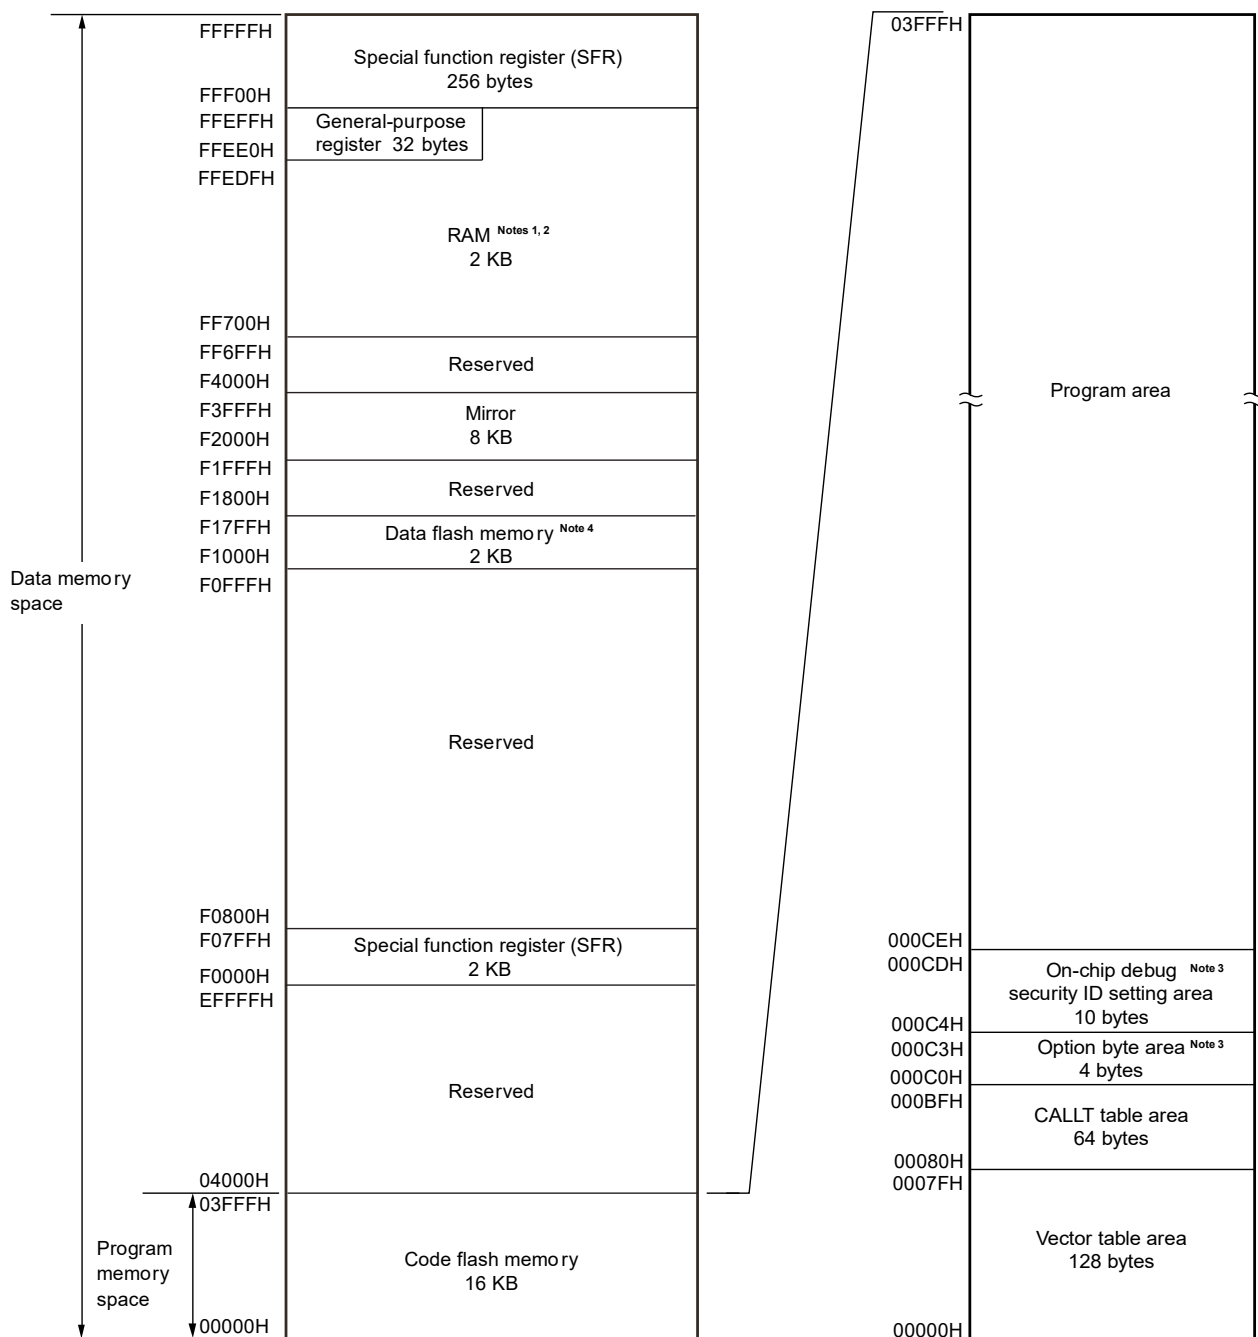 FFFFFH
Special function register (SFR)
256 bytes
FFF00H
FFEFFH
General-purpose
register 32 bytes
FFEE0H
FFEDFH
RAM Notes 1, 2
2 KB
FF700H
FF6FFH
Reserved
F4000H
F3FFFH
Mirror
8 KB
F2000H
F1FFFH
Reserved
F1800H
F17FFH
Data flash memory Note 4
2 KB
F1000H
F0FFFH
Data memory
space
Reserved
F0800H
F07FFH
Special function register (SFR)
2 KB
F0000H
EFFFFH
Reserved
04000H
03FFFH
Program
memory
space
Code flash memory
16 KB
00000H
03FFFH
Program area
000CEH
000CDH
On-chip debug Note 3
security ID setting area
10 bytes
000C4H
000C3H
Option byte area Note 3
4 bytes
000C0H
000BFH
CALLT table area
64 bytes
00080H
0007FH
Vector table area
128 bytes
00000H